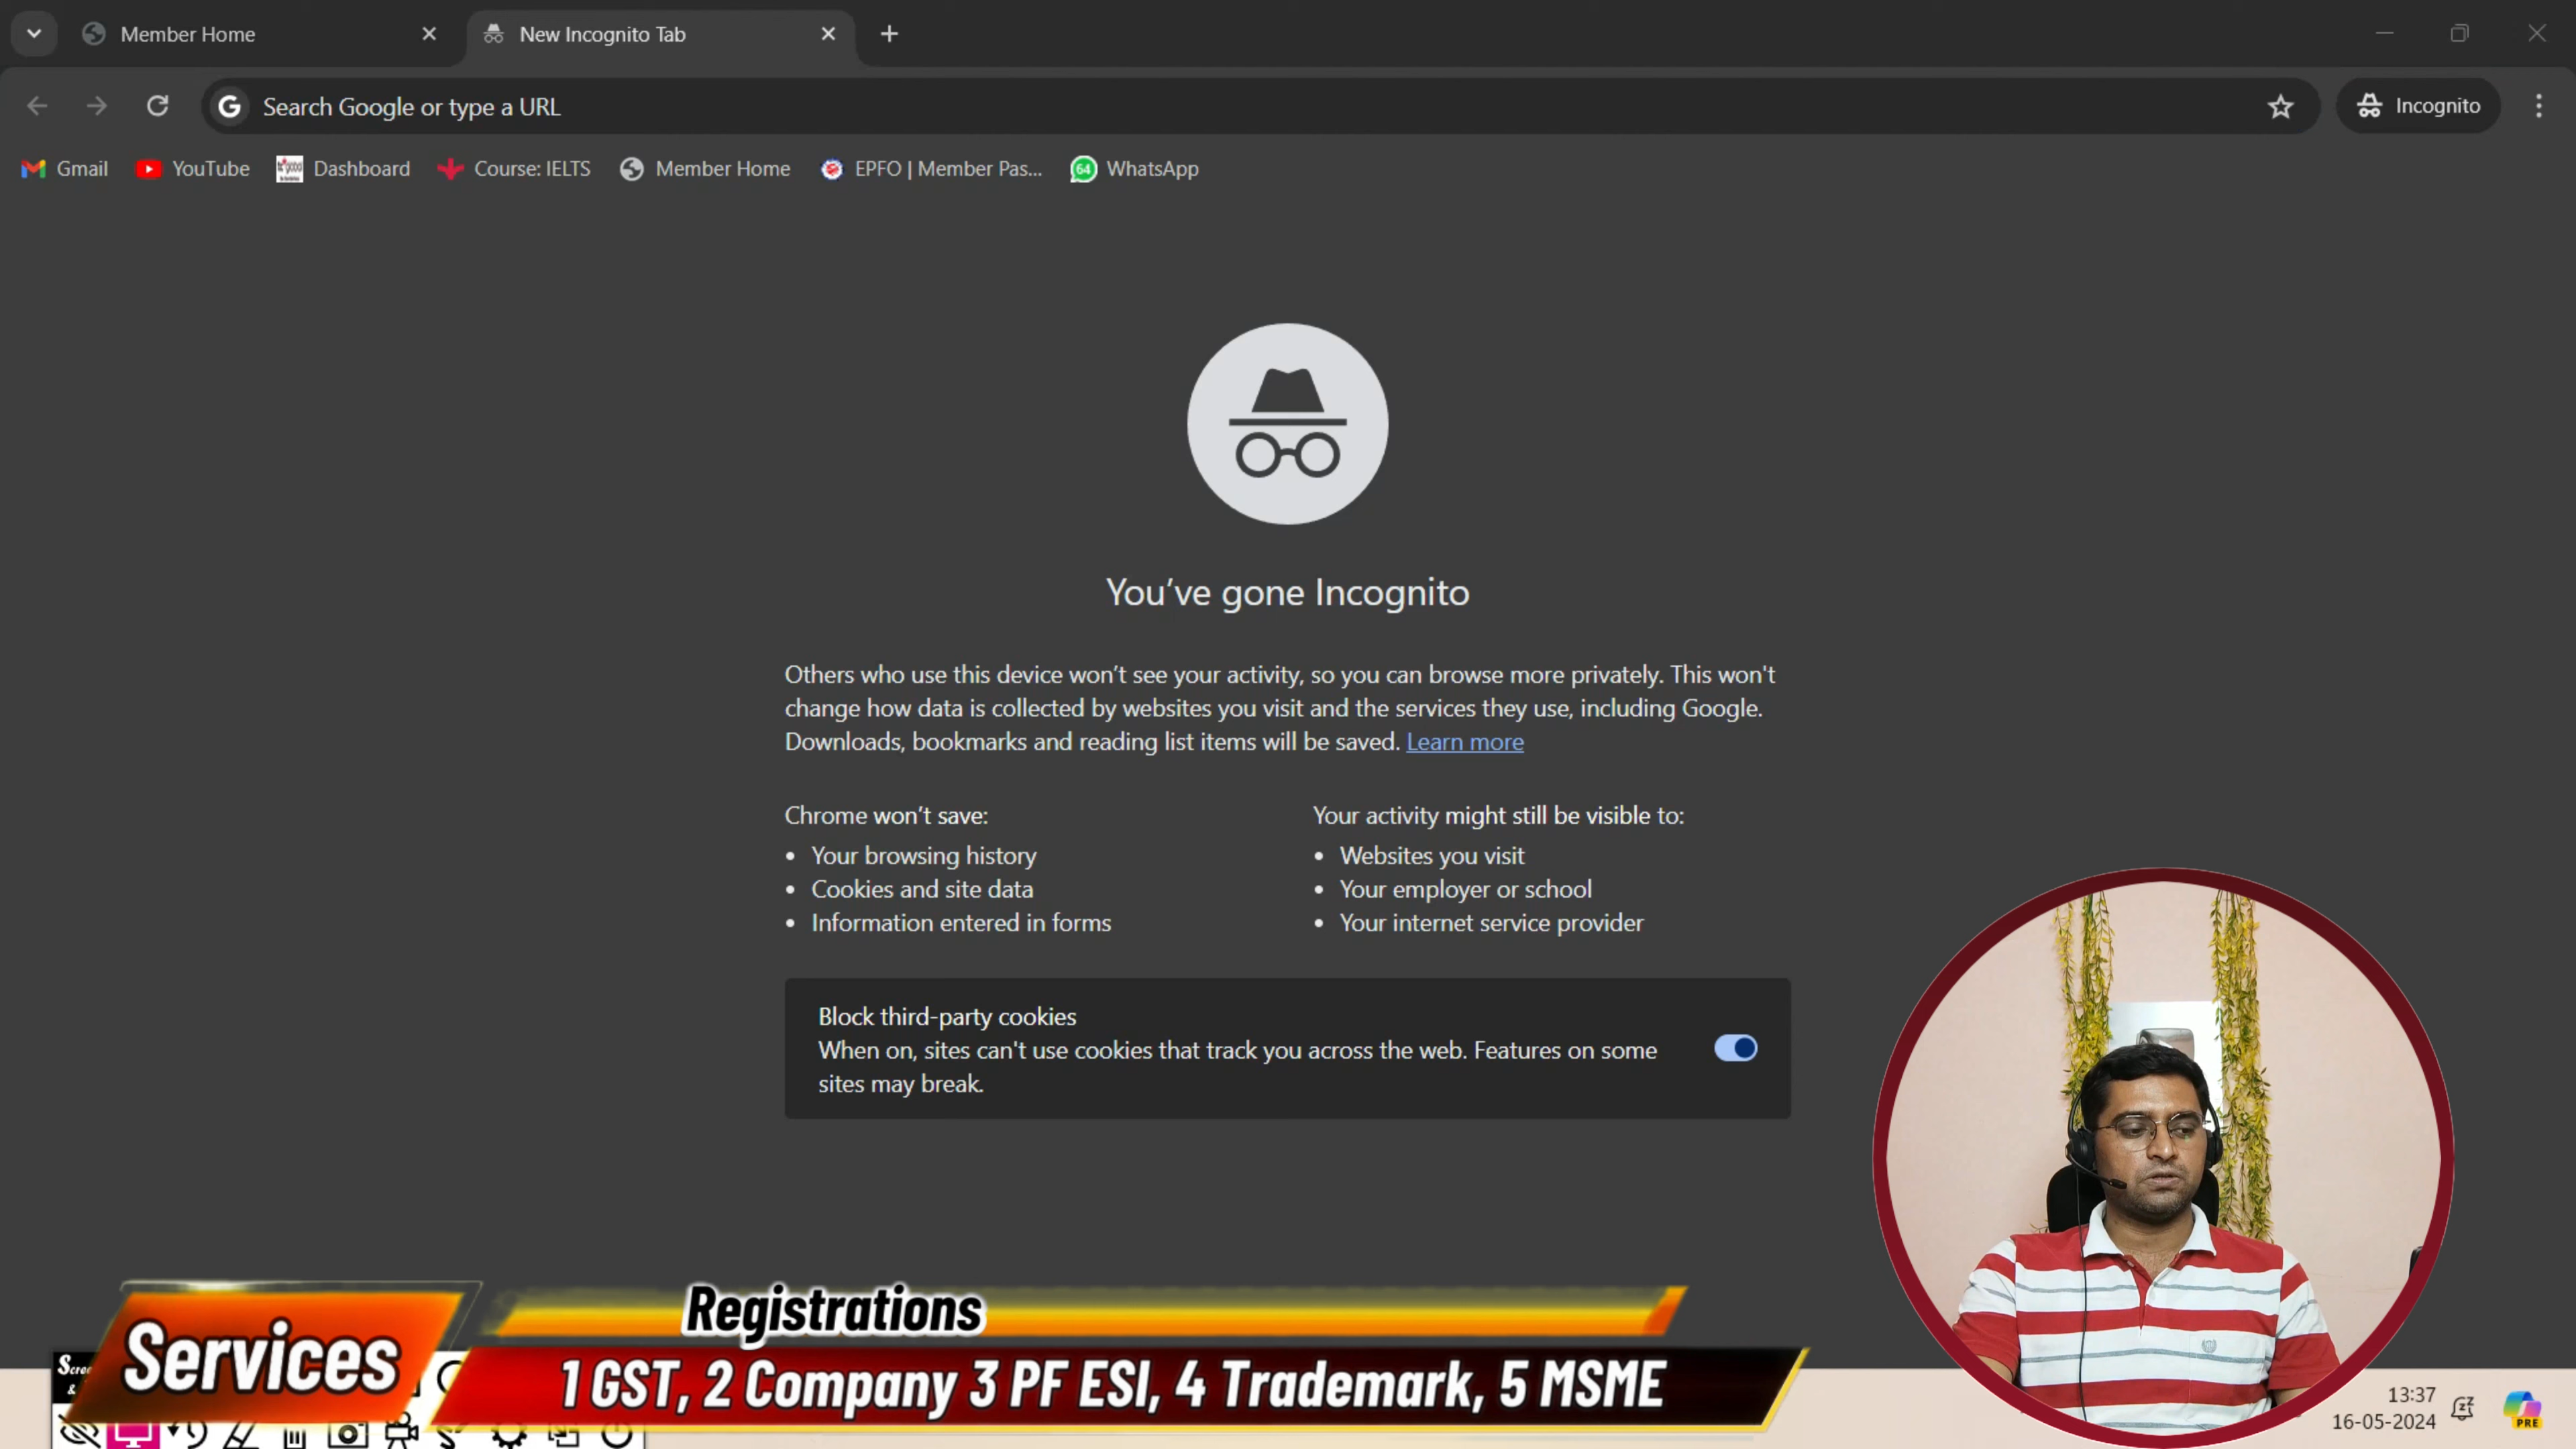 Member Home
New Incognito Tab
Search Google or type a URL
Incognito
Gmail
YouTube
Dashboard
Course: IELTS
Member Home
EPFO | Member Pas...
64
WhatsApp
You've gone Incognito
Others who use this device won't see your activity, so you can browse more privately. This won't
change how data is collected by websites you visit and the services they use, including Google.
Downloads, bookmarks and reading list items will be saved. Learn more
Chrome won't save:
• Your browsing history
• Cookies and site data
• Information entered in forms
Your activity might still be visible to:
• Websites you visit
• Your employer or school
• Your internet service provider
Block third-party cookies
When on, sites can't use cookies that track you across the web. Features on some
sites may break.
Registrations
Services
1 GST, 2 Company 3 PF ESI, 4 Trademark, 5 MSME
13:37
16-05-2024
PRE